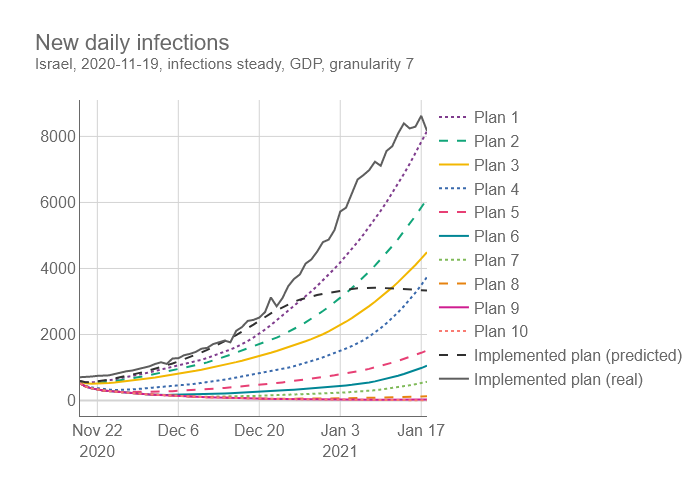 New daily infections
Israel, 2020-11-19, infections steady, GDP, granularity 7
8000
6000
4000
2000
0
Nov 22
2020
Dec 6
Dec 20
Jan 3
2021
Jan 17
Plan 1
Plan 2
Plan 3
Plan 4
Plan 5
Plan 6
Plan 7
Plan 8
Plan 9
Plan 10
Implemented plan (predicted)
Implemented plan (real)